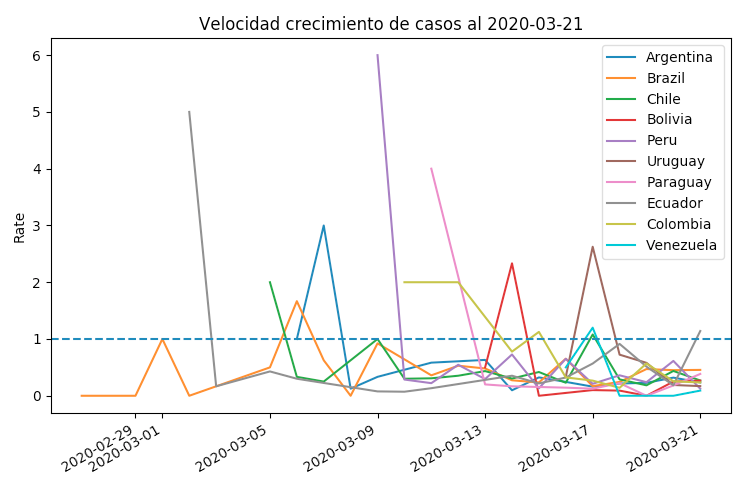 Velocidad crecimiento de casos al 2020-03-21
Rate
6
5
4
3
2
1
0
Argentina
Brazil
Chile
Bolivia
Peru
Uruguay
Paraguay
Ecuador
Colombia
Venezuela
2020-02-29
2020-03-01
2020-03-05
2020-03-09
2020-03-13
2020-03-17
2020-03-21